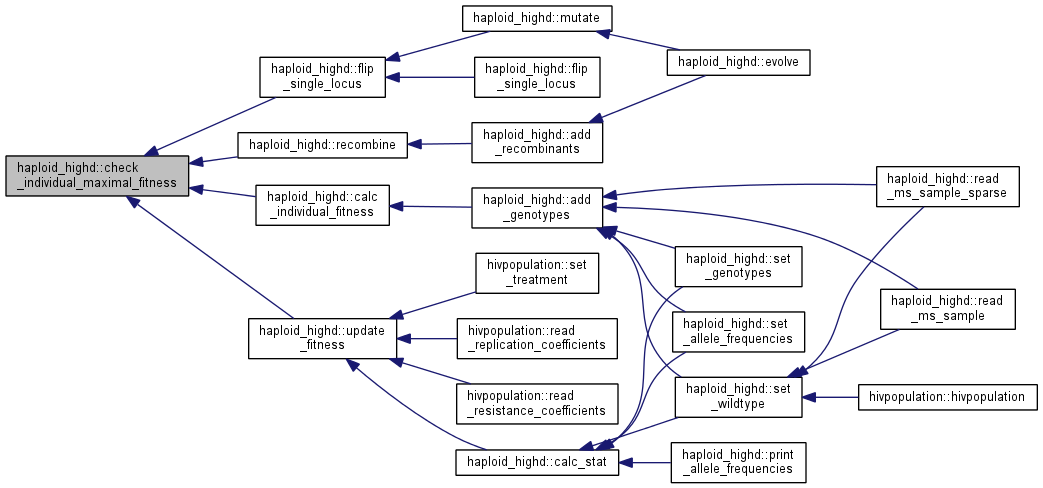 haploid_highd::check
_individual_maximal_fitness
haploid_highd::flip
_single_locus
haploid_highd::recombine
haploid_highd::calc
_individual_fitness
haploid_highd::update
_fitness
haploid_highd::mutate
haploid_highd::flip
_single_locus
haploid_highd::add
_recombinants
haploid_highd::add
_genotypes
hivpopulation::set
_treatment
hivpopulation::read
_replication_coefficients
hivpopulation::read
_resistance_coefficients
haploid_highd::calc_stat
haploid_highd::evolve
haploid_highd::set
_genotypes
haploid_highd::set
_allele_frequencies
haploid_highd::set
_wildtype
haploid_highd::print
_allele_frequencies
haploid_highd::read
_ms_sample_sparse
haploid_highd::read
_ms_sample
hivpopulation::hivpopulation